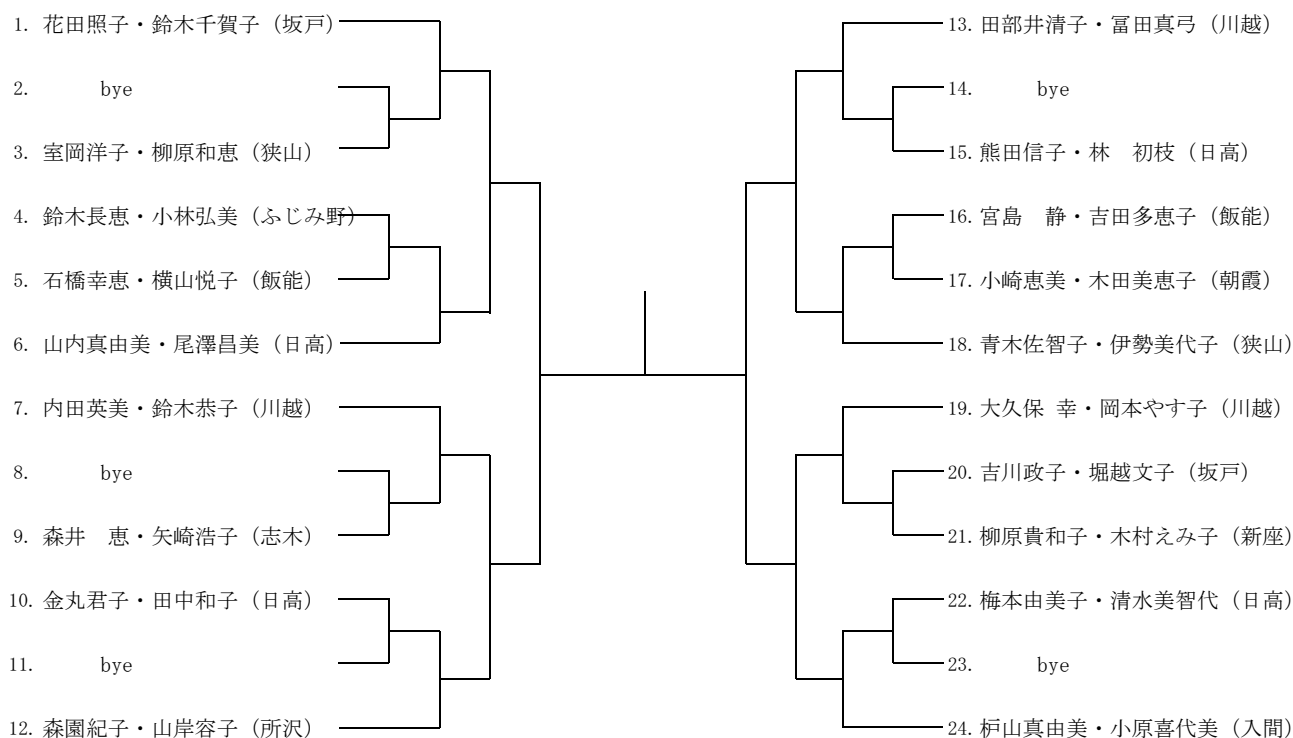 1. 花田照子・鈴木千賀子（坂戸）
2. bye
3. 室岡洋子・柳原和恵（狭山）
4. 鈴木長恵・小林弘美（ふじみ野）
5. 石橋幸恵・横山悦子（飯能）
6. 山内真由美・尾澤昌美（日高）
7. 内田英美・鈴木恭子（川越）
8. bye
9. 森井　恵・矢崎浩子（志木）
10. 金丸君子・田中和子（日高）
11. bye
12. 森園紀子・山岸容子（所沢）
13. 田部井清子・冨田真弓（川越）
14. bye
15. 熊田信子・林　初枝（日高）
16. 宮島　静・吉田多恵子（飯能）
17. 小崎恵美・木田美恵子（朝霞）
18. 青木佐智子・伊勢美代子（狭山）
19. 大久保 幸・岡本やす子（川越）
20. 吉川政子・堀越文子（坂戸）
21. 柳原貴和子・木村えみ子（新座）
22. 梅本由美子・清水美智代（日高）
23. bye
24. 枦山真由美・小原喜代美（入間）